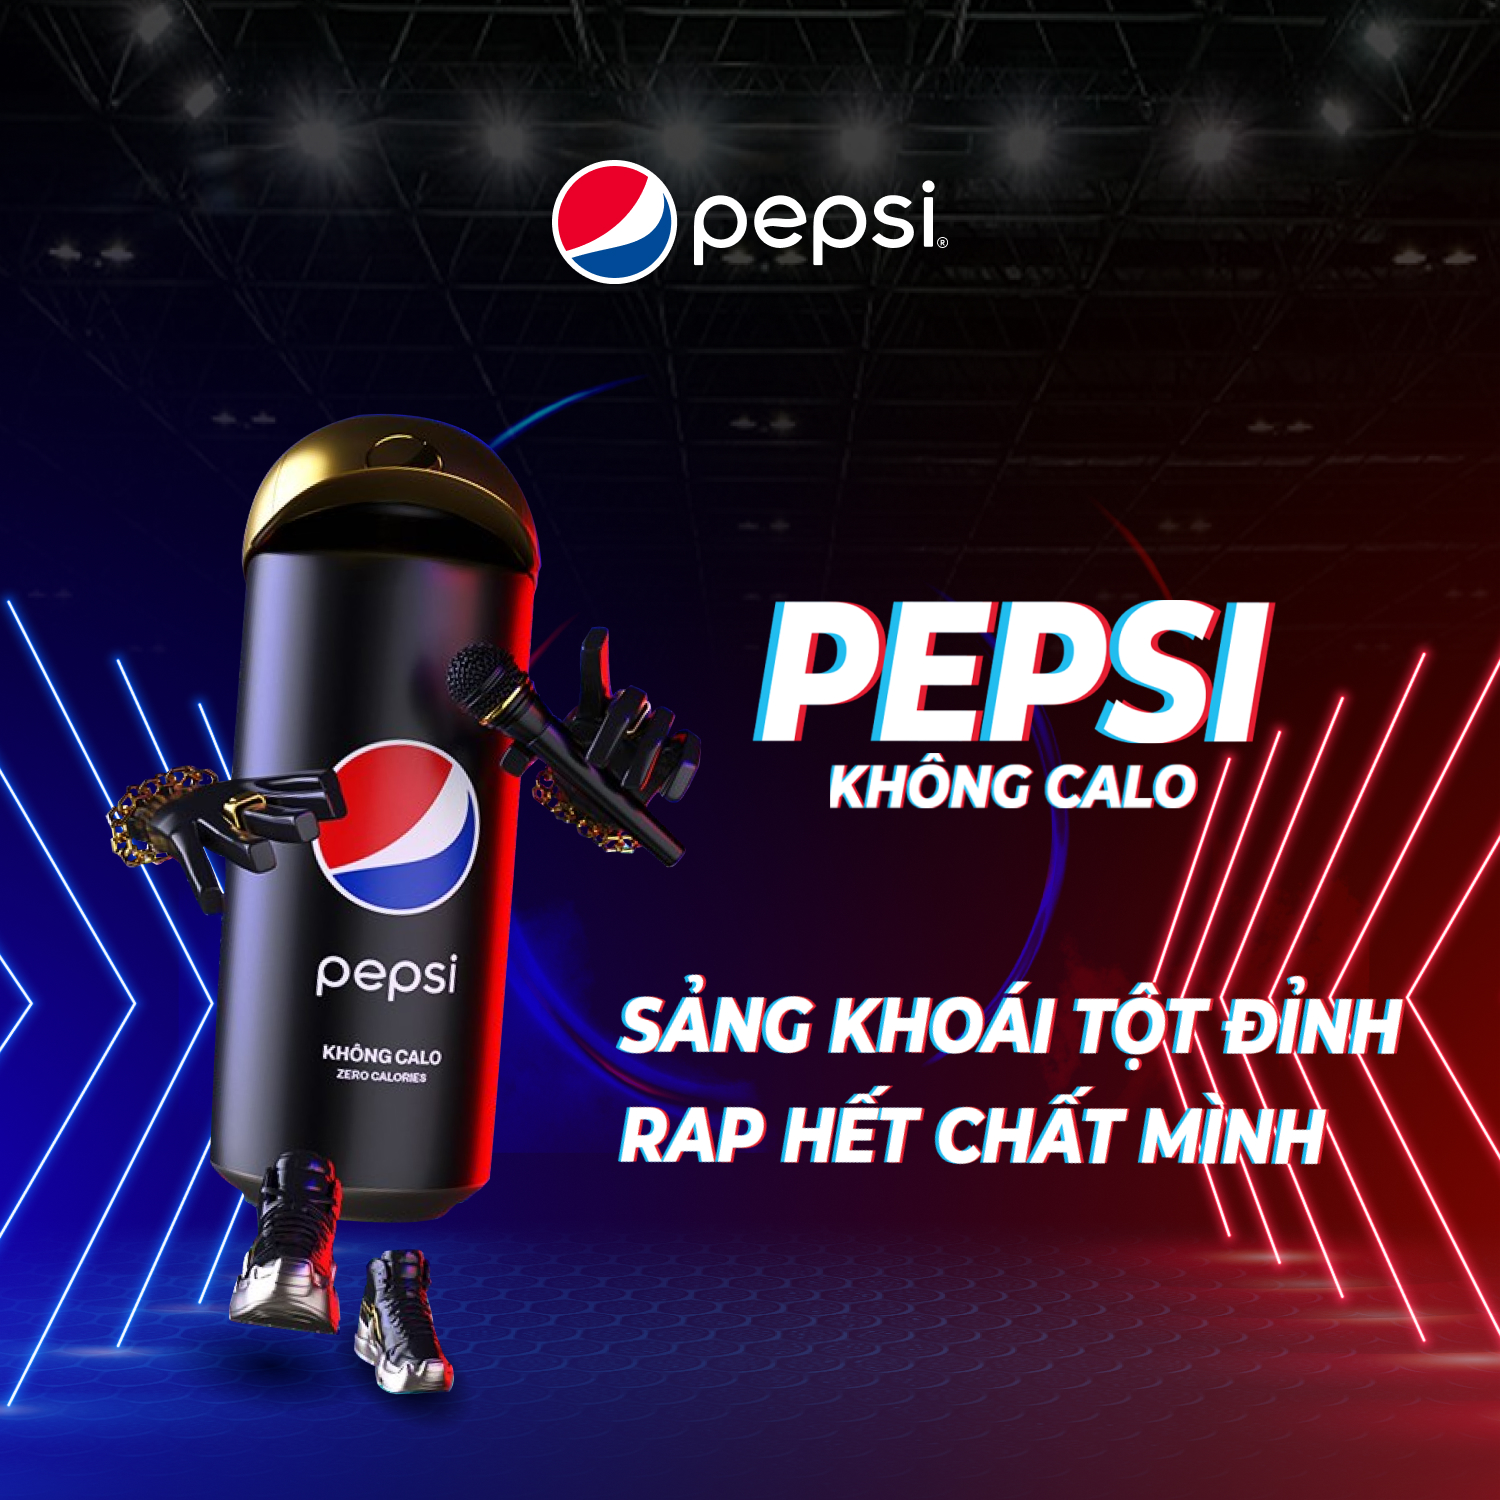 pepsi®
PEPSI
KHÔNG CALO
pepsi
KHÔNG CALO
ZERO CALORIES
SẢNG KHOÁI TỘT ĐỈNH
RAP HẾT CHẤT MÌNH